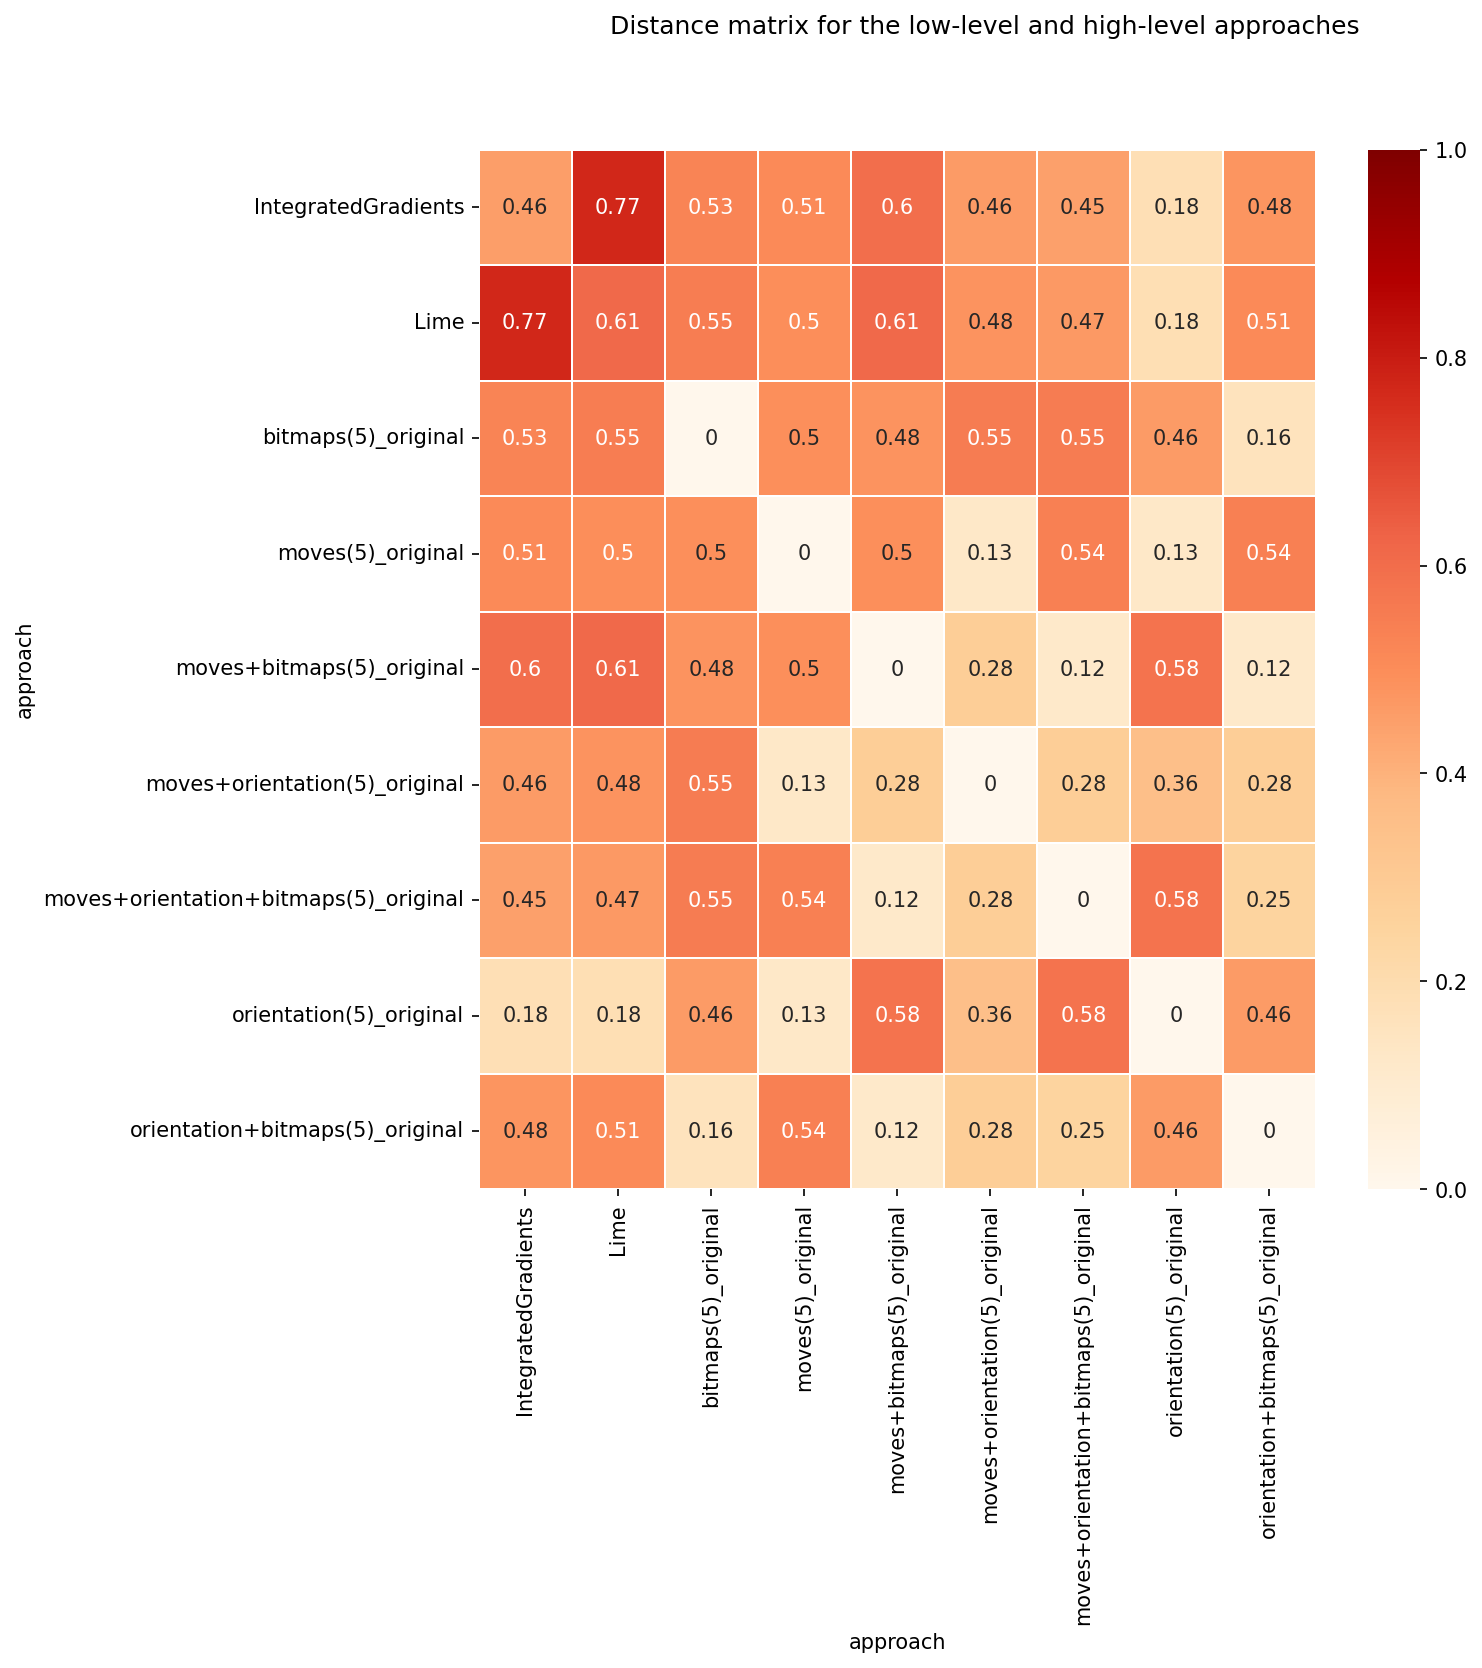 Distance matrix for the low-level and high-level approaches
IntegratedGradients 0.46 0.77 0.53 0.51 0.6 0.46 0.45 0.18 0.48
Lime 0.77 0.61 0.55 0.5 0.61 0.48 0.47 0.18 0.51
bitmaps(5)_original 0.53 0.55 0 0.5 0.48 0.55 0.55 0.46 0.16
moves(5)_original 0.51 0.5 0.5 0 0.5 0.13 0.54 0.13 0.54
moves+bitmaps(5)_original 0.6 0.61 0.48 0.5 0 0.28 0.12 0.58 0.12
moves+orientation(5)_original 0.46 0.48 0.55 0.13 0.28 0 0.28 0.36 0.28
moves+orientation+bitmaps(5)_original 0.45 0.47 0.55 0.54 0.12 0.28 0 0.58 0.25
orientation(5)_original 0.18 0.18 0.46 0.13 0.58 0.36 0.58 0 0.46
orientation+bitmaps(5)_original 0.48 0.51 0.16 0.54 0.12 0.28 0.25 0.46 0
approach
IntegratedGradients
Lime
bitmaps(5)_original
moves(5)_original
moves+bitmaps(5)_original
moves+orientation(5)_original
moves+orientation+bitmaps(5)_original
orientation(5)_original
orientation+bitmaps(5)_original
approach
1.0
0.8
0.6
0.4
0.2
0.0